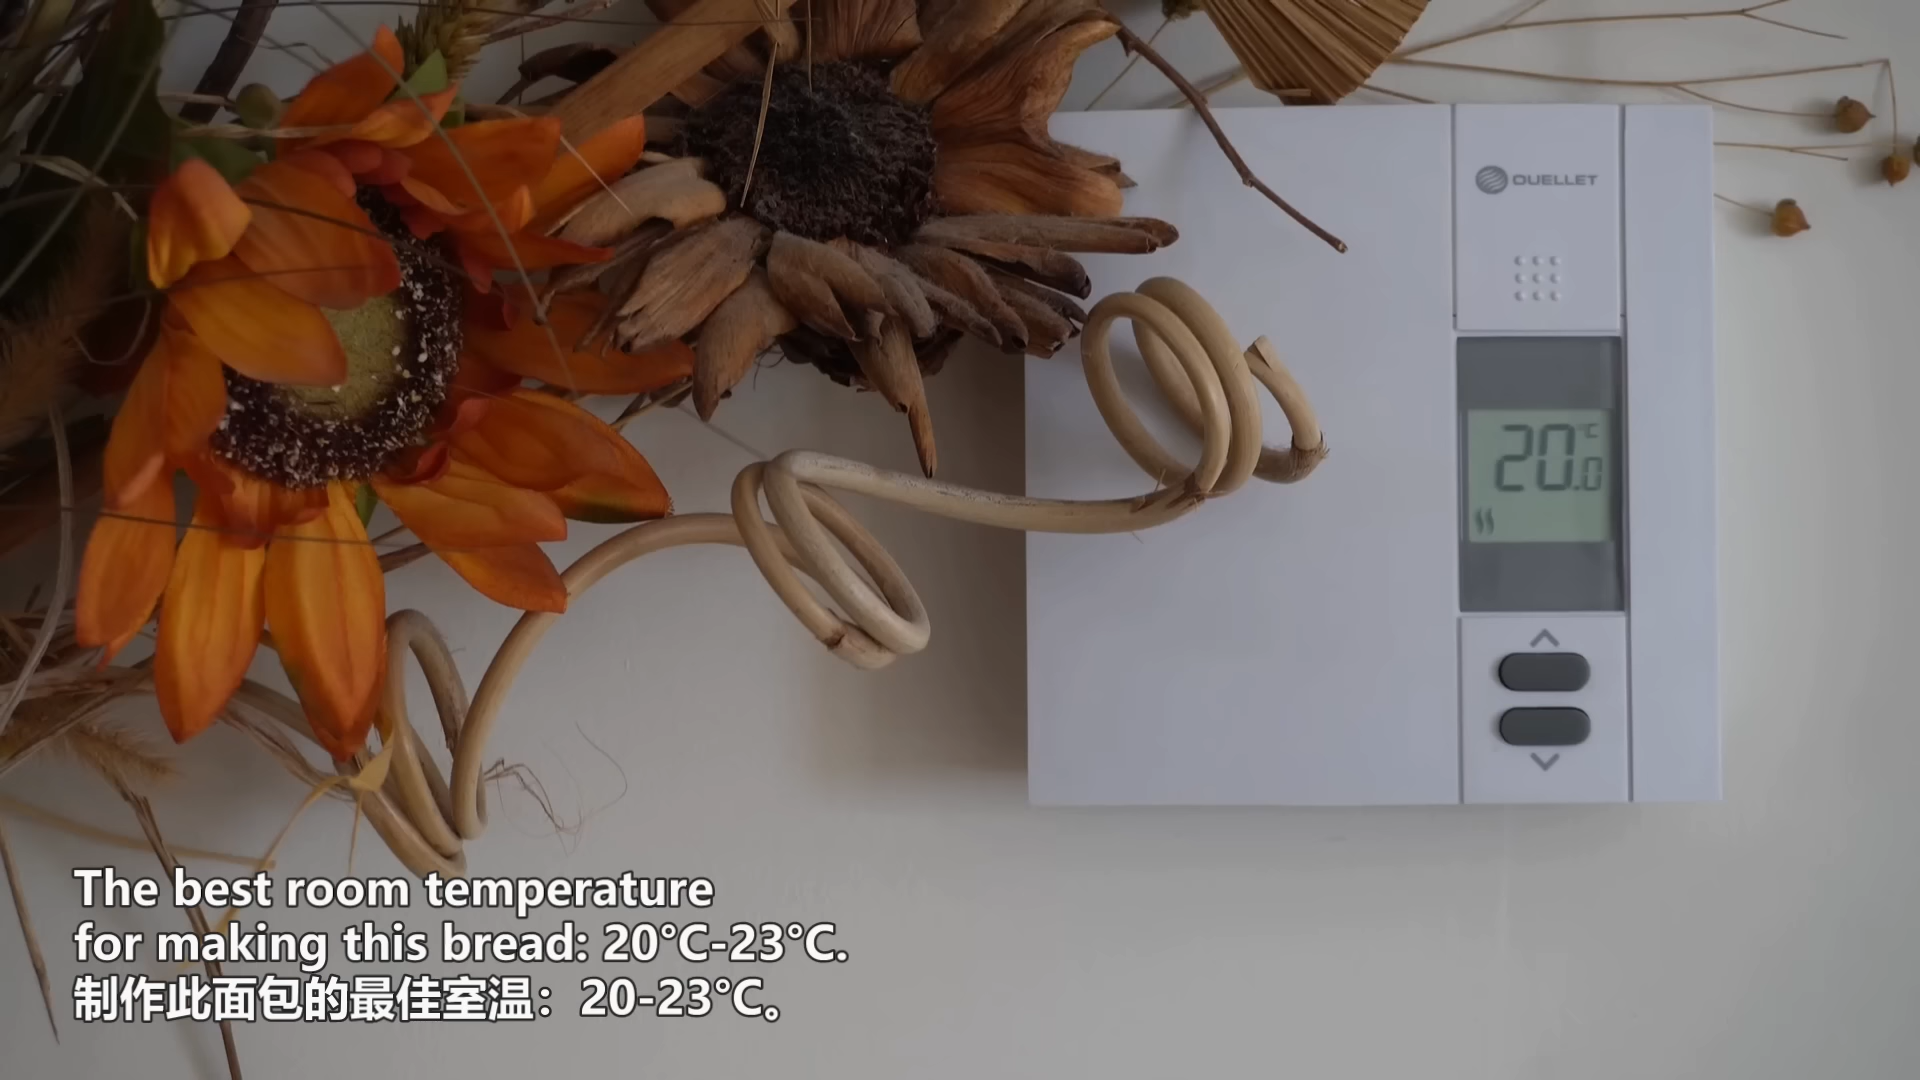 OUELLET
20.0 °C
The best room temperature
for making this bread: 20°C-23°C.
制作此面包的最佳室温：20-23°C。